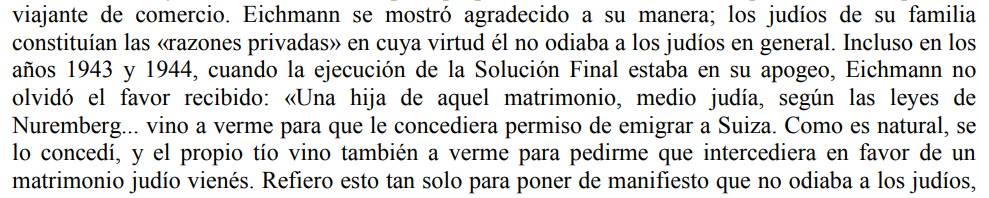 viajante de comercio. Eichmann se mostró agradecido a su manera; los judíos de su familia
constituían las «razones privadas» en cuya virtud él no odiaba a los judíos en general. Incluso en los
años 1943 y 1944, cuando la ejecución de la Solución Final estaba en su apogeo, Eichmann no
olvidó el favor recibido: «Una hija de aquel matrimonio, medio judía, según las leyes de
Nuremberg... vino a verme para que le concediera permiso de emigrar a Suiza. Como es natural, se
lo concedí, y el propio tío vino también a verme para pedirme que intercediera en favor de un
matrimonio judío vienés. Refiero esto tan solo para poner de manifiesto que no odiaba a los judíos,